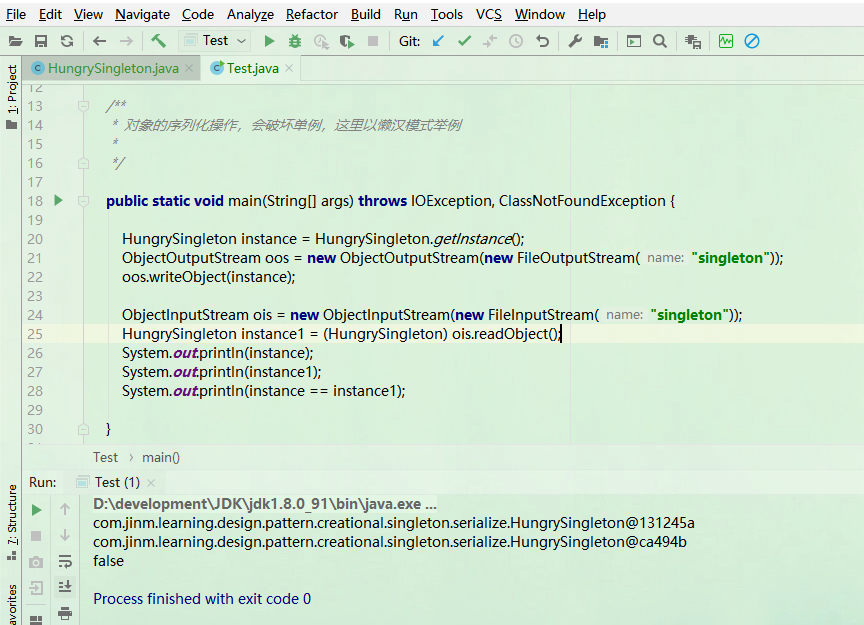 File Edit View Navigate Code Analyze Refactor Build Run Tools VCS Window Help
Test Git:
HungrySingleton.java Test.java
1: Project
12
13 /**
14 * 对象的序列化操作，会破坏单例，这里以懒汉模式举例
15 *
16 */
17
18 public static void main(String[] args) throws IOException, ClassNotFoundException {
19
20 HungrySingleton instance = HungrySingleton.getInstance();
21 ObjectOutputStream oos = new ObjectOutputStream(new FileOutputStream( name: "singleton"));
22 oos.writeObject(instance);
23
24 ObjectInputStream ois = new ObjectInputStream(new FileInputStream( name: "singleton"));
25 HungrySingleton instance1 = (HungrySingleton) ois.readObject();
26 System.out.println(instance);
27 System.out.println(instance1);
28 System.out.println(instance == instance1);
29
30 }
Test › main()
Run: Test (1)
7: Structure
D:\development\JDK\jdk1.8.0_91\bin\java.exe ...
com.jinm.learning.design.pattern.creational.singleton.serialize.HungrySingleton@131245a
com.jinm.learning.design.pattern.creational.singleton.serialize.HungrySingleton@ca494b
false
avorites
Process finished with exit code 0